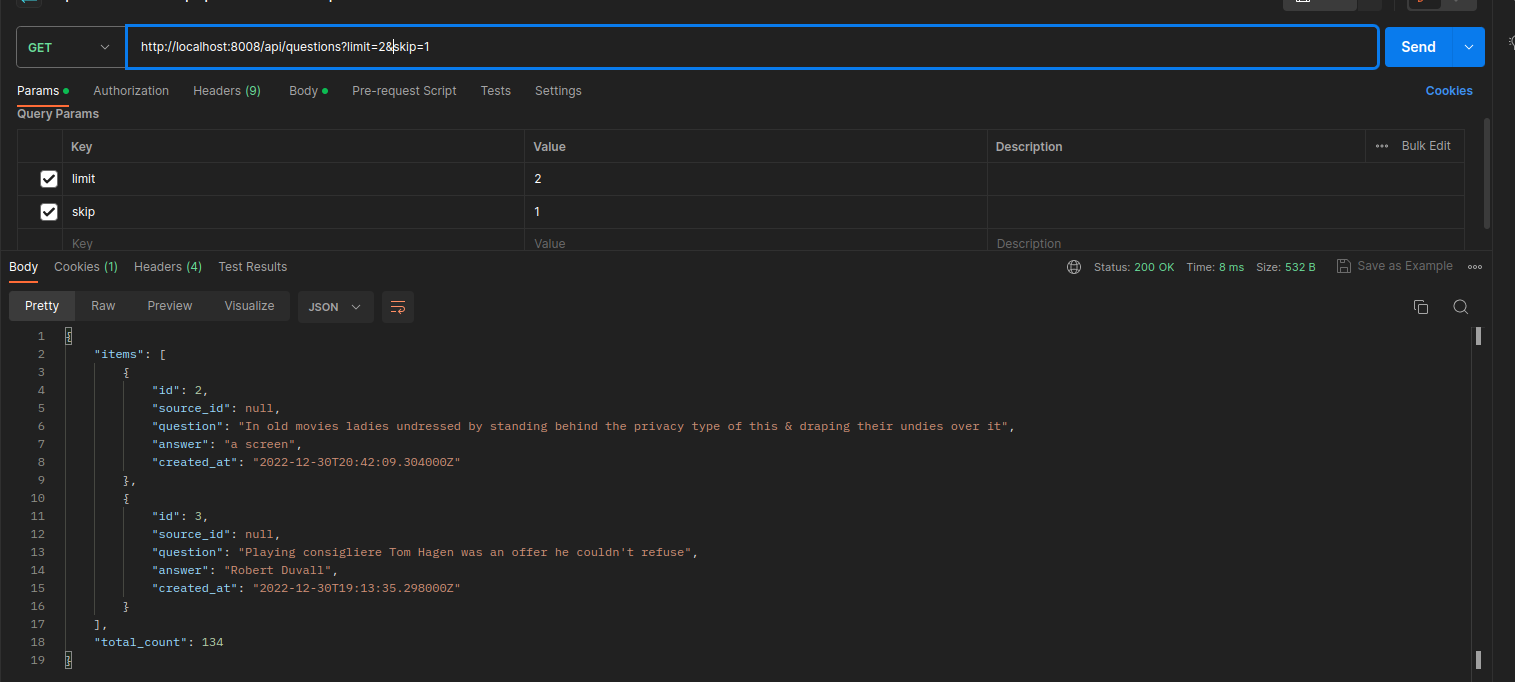 GET http://localhost:8008/api/questions?limit=2&skip=1 Send
Params Authorization Headers (9) Body Pre-request Script Tests Settings Cookies
Query Params
Key Value Description Bulk Edit
limit 2
skip 1
Key Value Description
Body Cookies (1) Headers (4) Test Results Status: 200 OK Time: 8 ms Size: 532 B Save as Example
Pretty Raw Preview Visualize JSON
1 {
2 "items": [
3 {
4 "id": 2,
5 "source_id": null,
6 "question": "In old movies ladies undressed by standing behind the privacy type of this & draping their undies over it",
7 "answer": "a screen",
8 "created_at": "2022-12-30T20:42:09.304000Z"
9 },
10 {
11 "id": 3,
12 "source_id": null,
13 "question": "Playing consigliere Tom Hagen was an offer he couldn't refuse",
14 "answer": "Robert Duvall",
15 "created_at": "2022-12-30T19:13:35.298000Z"
16 }
17 ],
18 "total_count": 134
19 }